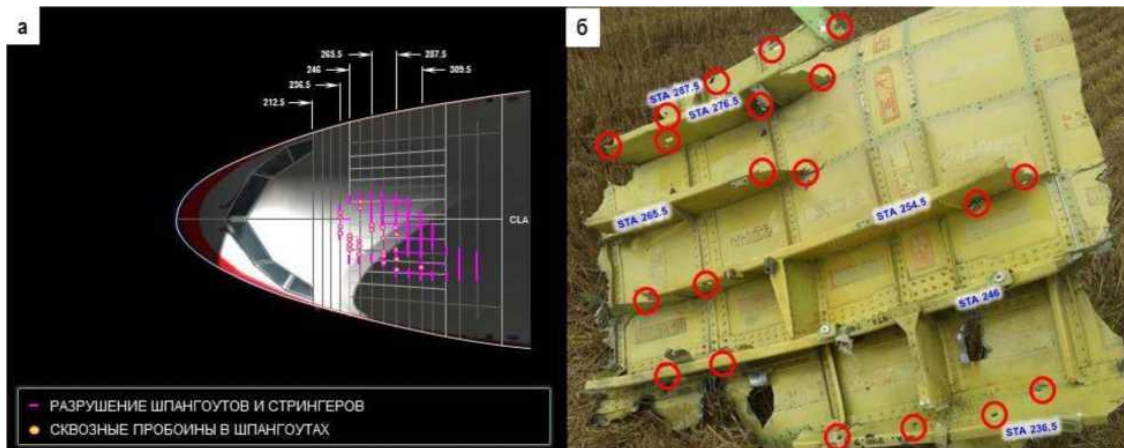 а
265.5
287.5
246
309.5
236.5
212.5
CLA
РАЗРУШЕНИЕ ШПАНГОУТОВ И СТРИНГЕРОВ
СКВОЗНЫЕ ПРОБОИНЫ В ШПАНГОУТАХ
б
STA 287.5
STA 276.5
STA 265.5
STA 254.5
STA 246
STA 236.5